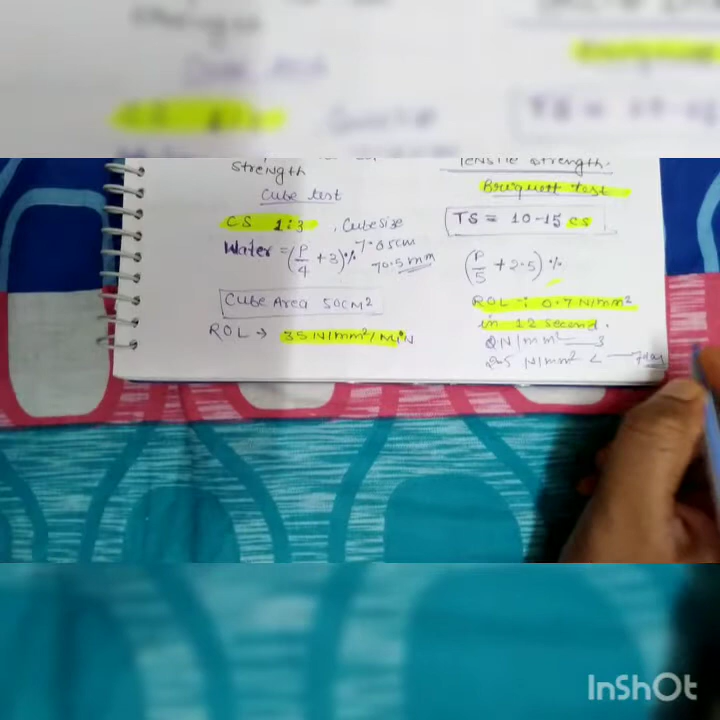 Strength
Cube test
CS 1:3 , Cube size
7.05cm
Water = (P/4 + 3)%
70.5 mm
Cube Area 50CM2
ROL → 35 N/mm²/MiN
Tensile Strength.
Briquett test
TS = 10-15 CS
(P/5 + 2.5) %
ROL : 0.7 N/mm²
in 12 second.
2N/mm² — 3
2.5 N/mm² < — 7day
InShOt